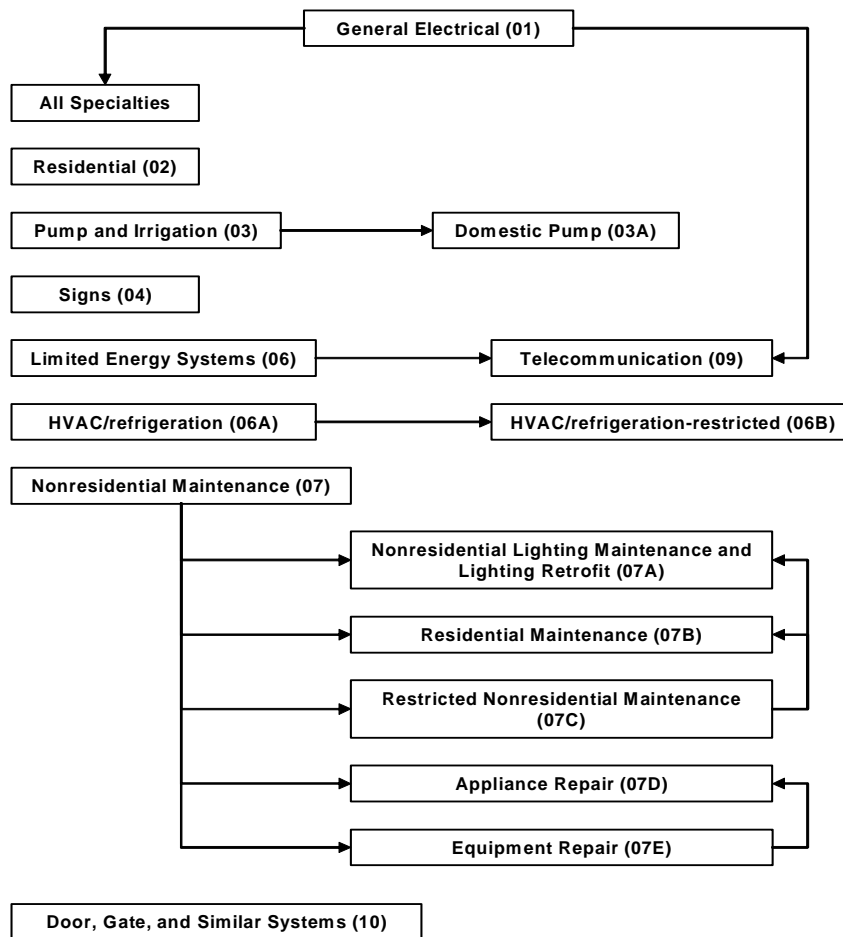 General Electrical (01)
All Specialties
Residential (02)
Pump and Irrigation (03)
Domestic Pump (03A)
Signs (04)
Limited Energy Systems (06)
Telecommunication (09)
HVAC/refrigeration (06A)
HVAC/refrigeration-restricted (06B)
Nonresidential Maintenance (07)
Nonresidential Lighting Maintenance and
Lighting Retrofit (07A)
Residential Maintenance (07B)
Restricted Nonresidential Maintenance
(07C)
Appliance Repair (07D)
Equipment Repair (07E)
Door, Gate, and Similar Systems (10)